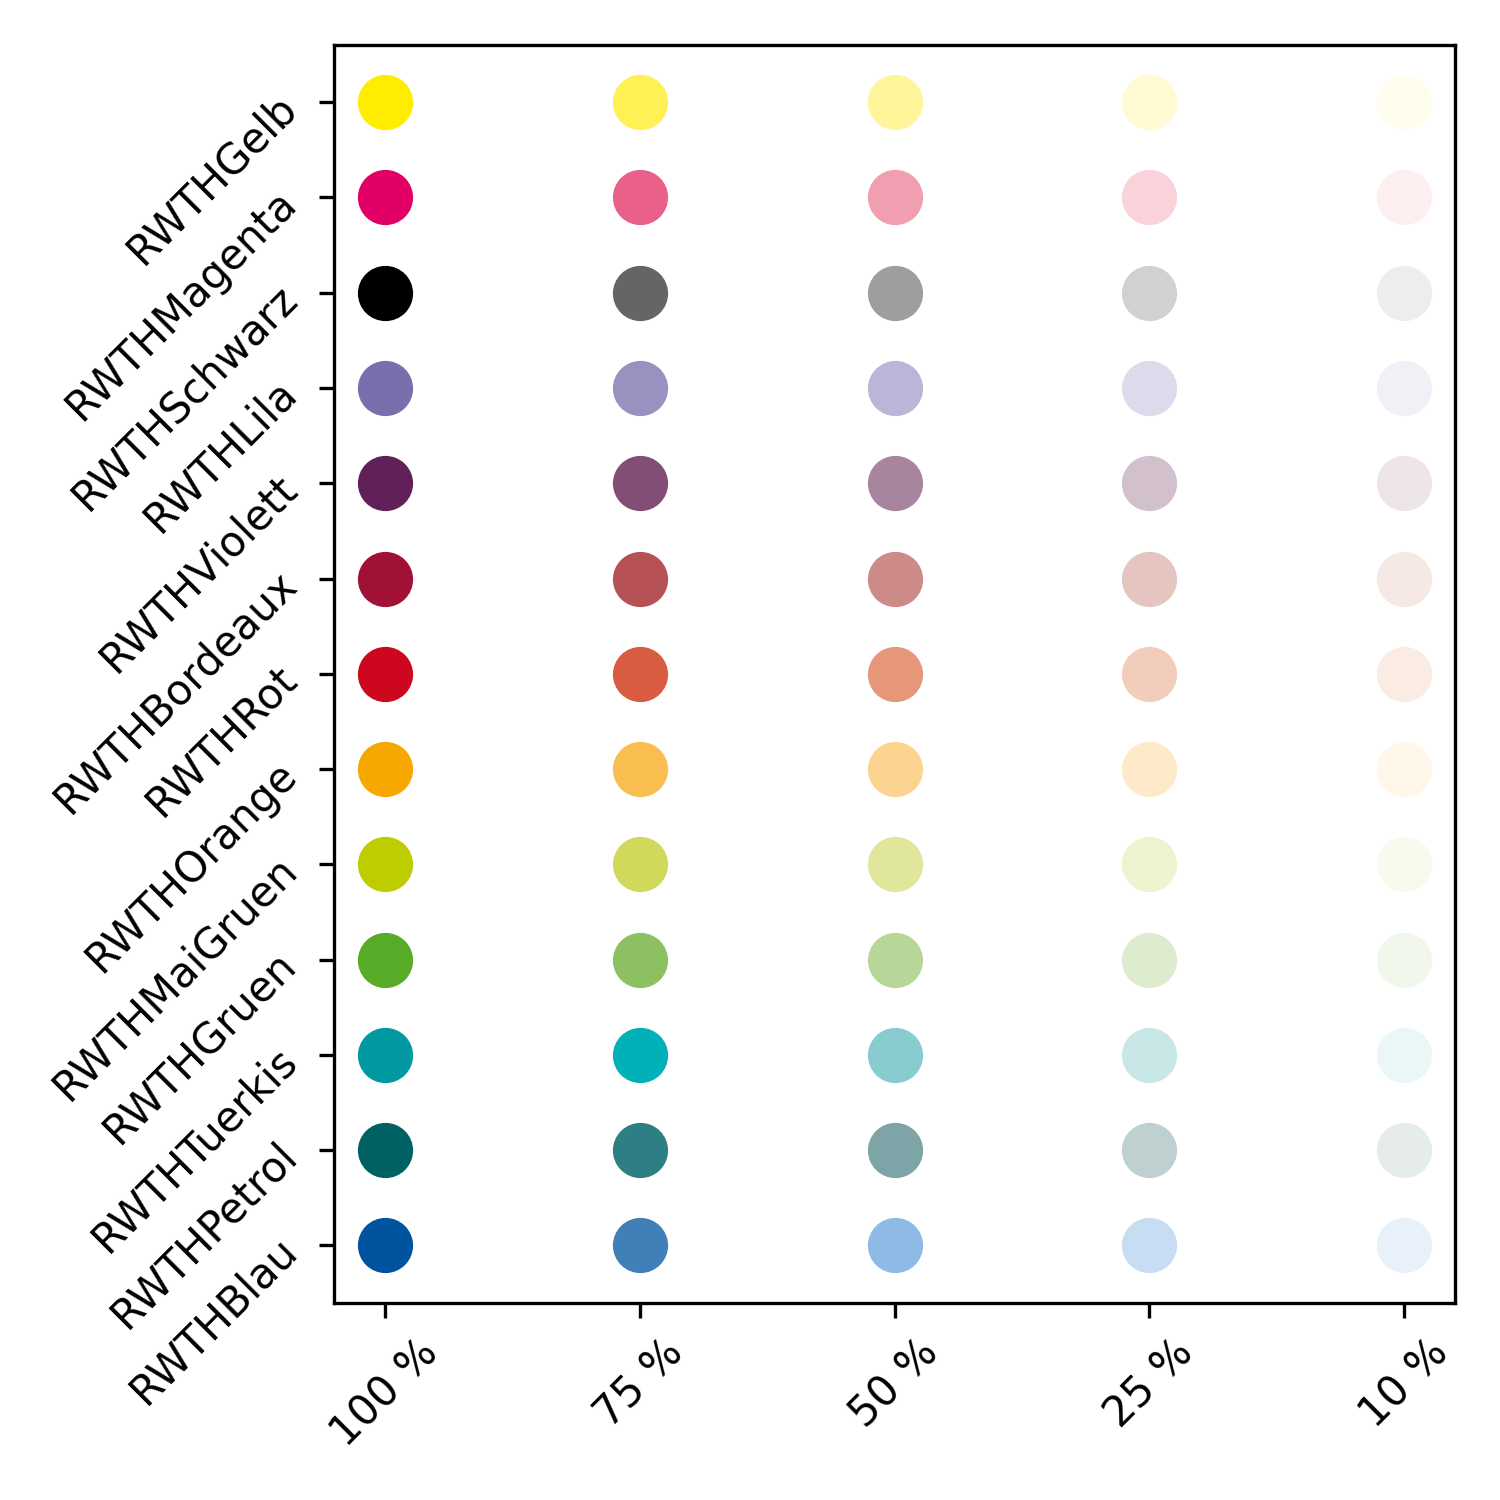 RWTHGelb
RWTHMagenta
RWTHSchwarz
RWTHLila
RWTHViolett
RWTHBordeaux
RWTHRot
RWTHOrange
RWTHMaiGruen
RWTHGruen
RWTHTuerkis
RWTHPetrol
RWTHBlau
100 %
75 %
50 %
25 %
10 %